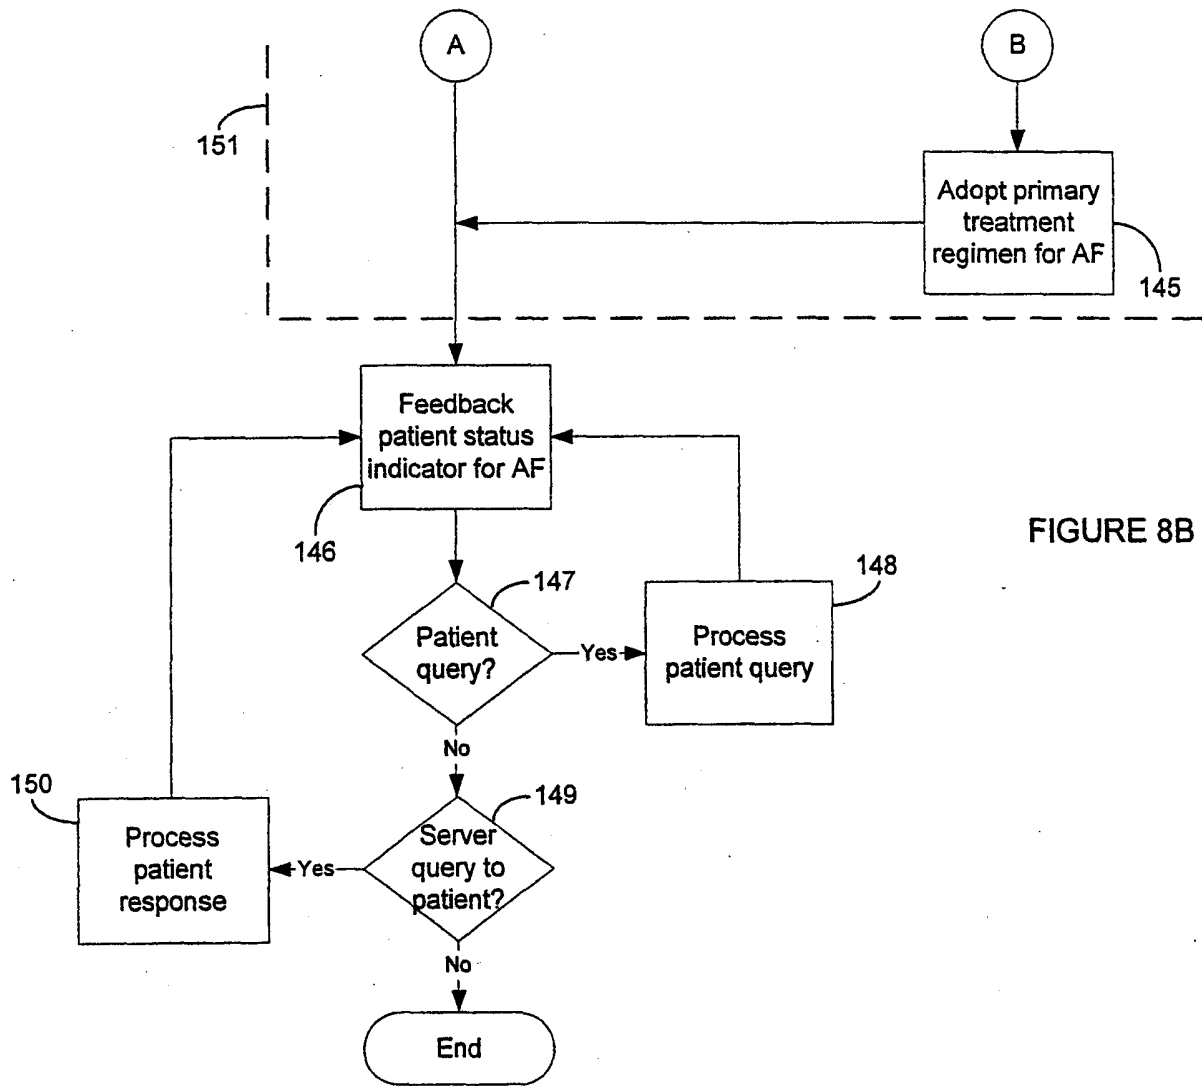 A
B
151
Adopt primary
treatment
regimen for AF
145
Feedback
patient status
indicator for AF
146
FIGURE 8B
147
148
Patient
query?
Yes
Process
patient query
No
150
149
Process
patient
response
Yes
Server
query to
patient?
No
End